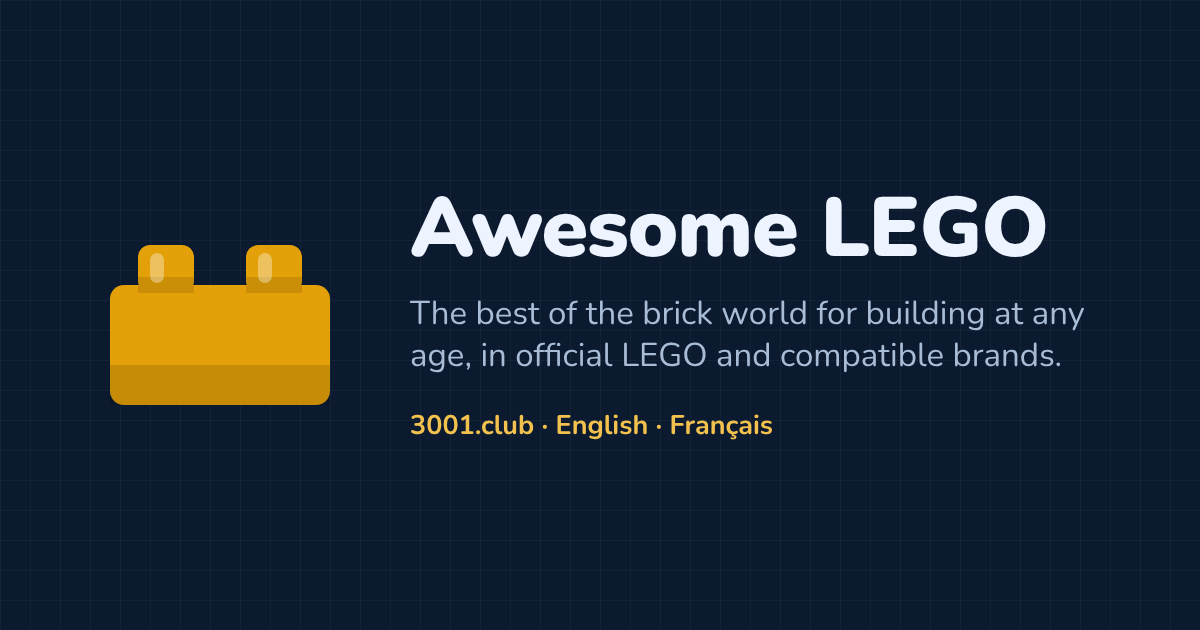 Awesome LEGO
The best of the brick world for building at any
age, in official LEGO and compatible brands.
3001.club · English · Français